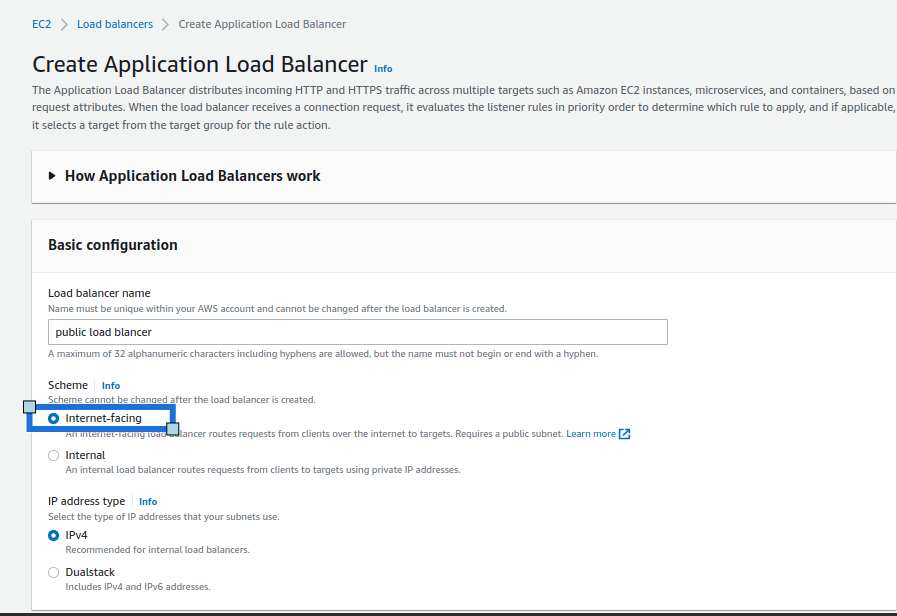 EC2 > Load balancers > Create Application Load Balancer
Create Application Load Balancer Info
The Application Load Balancer distributes incoming HTTP and HTTPS traffic across multiple targets such as Amazon EC2 instances, microservices, and containers, based on
request attributes. When the load balancer receives a connection request, it evaluates the listener rules in priority order to determine which rule to apply, and if applicable,
it selects a target from the target group for the rule action.
How Application Load Balancers work
Basic configuration
Load balancer name
Name must be unique within your AWS account and cannot be changed after the load balancer is created.
public load blancer
A maximum of 32 alphanumeric characters including hyphens are allowed, but the name must not begin or end with a hyphen.
Scheme Info
Scheme cannot be changed after the load balancer is created.
Internet-facing
An internet-facing load balancer routes requests from clients over the internet to targets. Requires a public subnet. Learn more
Internal
An internal load balancer routes requests from clients to targets using private IP addresses.
IP address type Info
Select the type of IP addresses that your subnets use.
IPv4
Recommended for internal load balancers.
Dualstack
Includes IPv4 and IPv6 addresses.